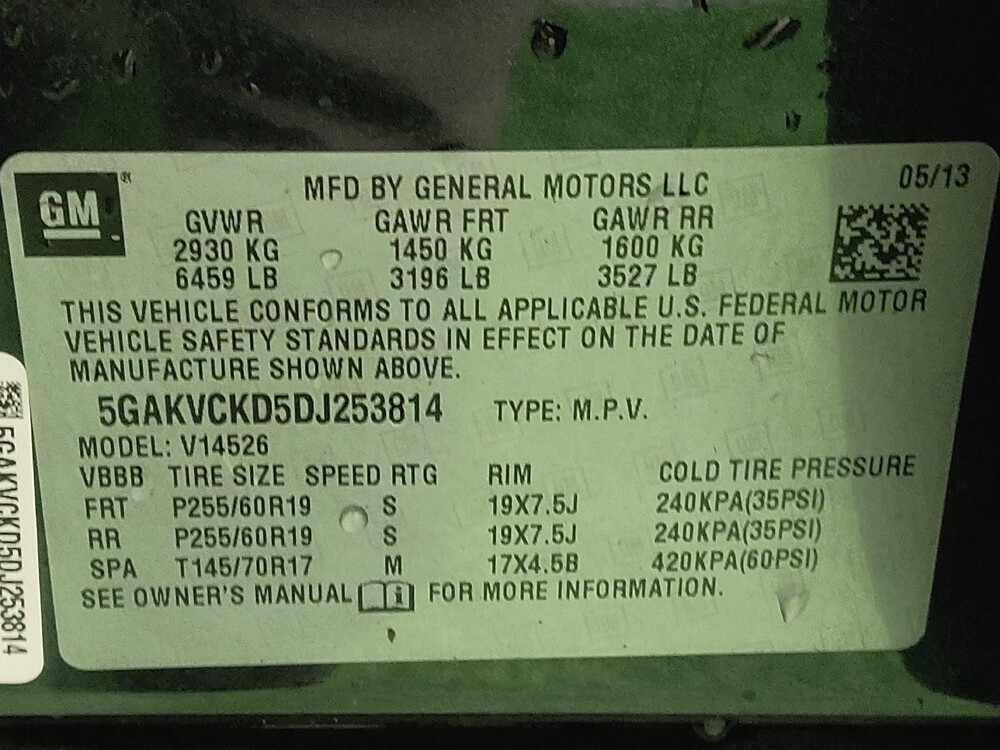 GM ®
MFD BY GENERAL MOTORS LLC 05/13
GVWR GAWR FRT GAWR RR
2930 KG 1450 KG 1600 KG
6459 LB 3196 LB 3527 LB
THIS VEHICLE CONFORMS TO ALL APPLICABLE U.S. FEDERAL MOTOR
VEHICLE SAFETY STANDARDS IN EFFECT ON THE DATE OF
MANUFACTURE SHOWN ABOVE.
5GAKVCKD5DJ253814 TYPE: M.P.V.
MODEL: V14526
VBBB TIRE SIZE SPEED RTG RIM COLD TIRE PRESSURE
FRT P255/60R19 S 19X7.5J 240KPA(35PSI)
RR P255/60R19 S 19X7.5J 240KPA(35PSI)
SPA T145/70R17 M 17X4.5B 420KPA(60PSI)
SEE OWNER'S MANUAL i FOR MORE INFORMATION.
5GAKVCKD5DJ253814